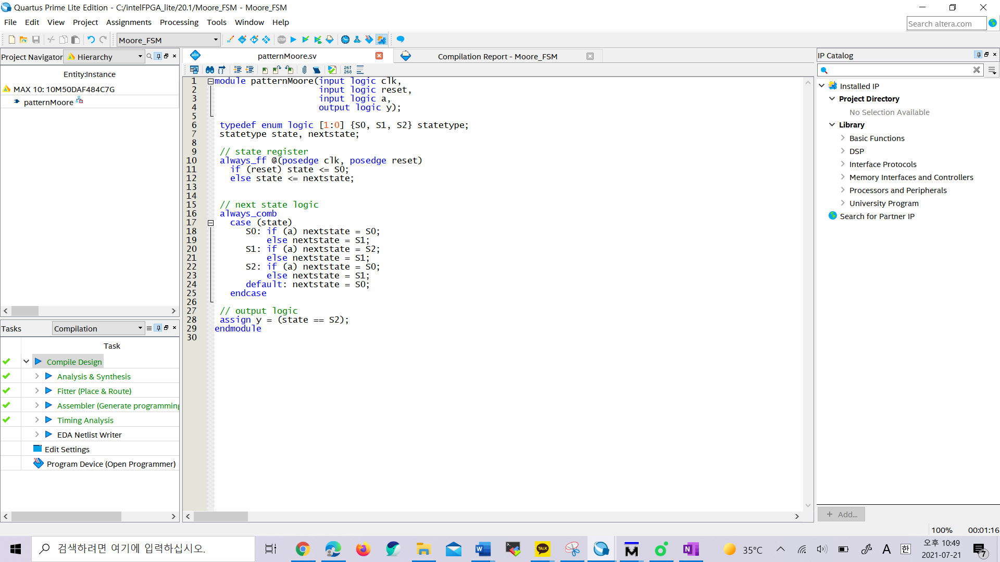 Quartus Prime Lite Edition - C:/intelFPGA_lite/20.1/Moore_FSM - Moore_FSM
File Edit View Project Assignments Processing Tools Window Help
Search altera.com
Moore_FSM
Project Navigator Hierarchy
Entity:Instance
MAX 10: 10M50DAF484C7G
patternMoore
patternMoore.sv
Compilation Report - Moore_FSM
1 module patternMoore(input logic clk,
2 input logic reset,
3 input logic a,
4 output logic y);
5
6 typedef enum logic [1:0] {S0, S1, S2} statetype;
7 statetype state, nextstate;
8
9 // state register
10 always_ff @(posedge clk, posedge reset)
11 if (reset) state <= S0;
12 else state <= nextstate;
13
14
15 // next state logic
16 always_comb
17 case (state)
18 S0: if (a) nextstate = S0;
19 else nextstate = S1;
20 S1: if (a) nextstate = S2;
21 else nextstate = S1;
22 S2: if (a) nextstate = S0;
23 else nextstate = S1;
24 default: nextstate = S0;
25 endcase
26
27 // output logic
28 assign y = (state == S2);
29 endmodule
30
Tasks Compilation
Task
Compile Design
Analysis & Synthesis
Fitter (Place & Route)
Assembler (Generate programming
Timing Analysis
EDA Netlist Writer
Edit Settings
Program Device (Open Programmer)
IP Catalog
Installed IP
Project Directory
No Selection Available
Library
Basic Functions
DSP
Interface Protocols
Memory Interfaces and Controllers
Processors and Peripherals
University Program
Search for Partner IP
+ Add...
100% 00:01:16
검색하려면 여기에 입력하십시오.
35°C
A
한
오후 10:49
2021-07-21
7